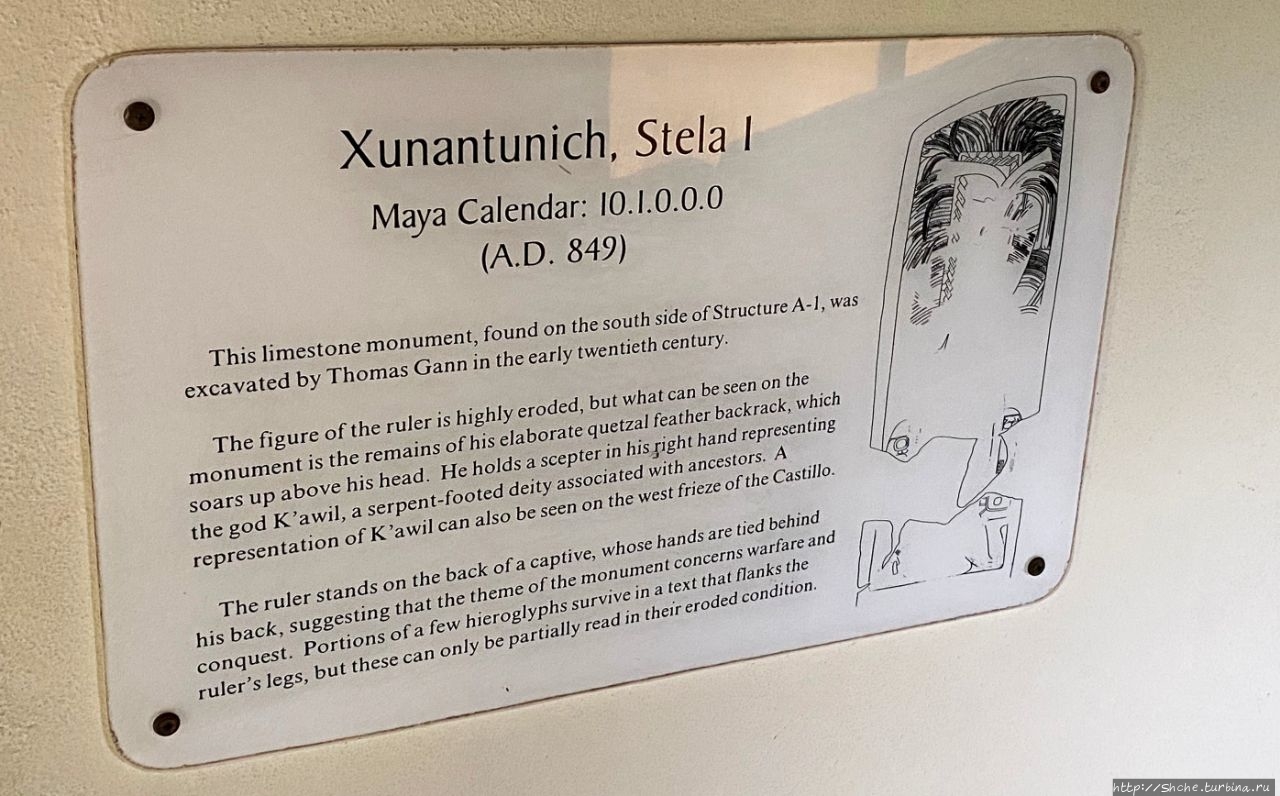 Xunantunich, Stela 1
Maya Calendar: 10.1.0.0.0
(A.D. 849)
This limestone monument, found on the south side of Structure A-1, was
excavated by Thomas Gann in the early twentieth century.
The figure of the ruler is highly eroded, but what can be seen on the
monument is the remains of his elaborate quetzal feather backrack, which
soars up above his head. He holds a scepter in his right hand representing
the god K'awil, a serpent-footed deity associated with ancestors. A
representation of K'awil can also be seen on the west frieze of the Castillo.
The ruler stands on the back of a captive, whose hands are tied behind
his back, suggesting that the theme of the monument concerns warfare and
conquest. Portions of a few hieroglyphs survive in a text that flanks the
ruler's legs, but these can only be partially read in their eroded condition.
http://Shche.turbina.ru